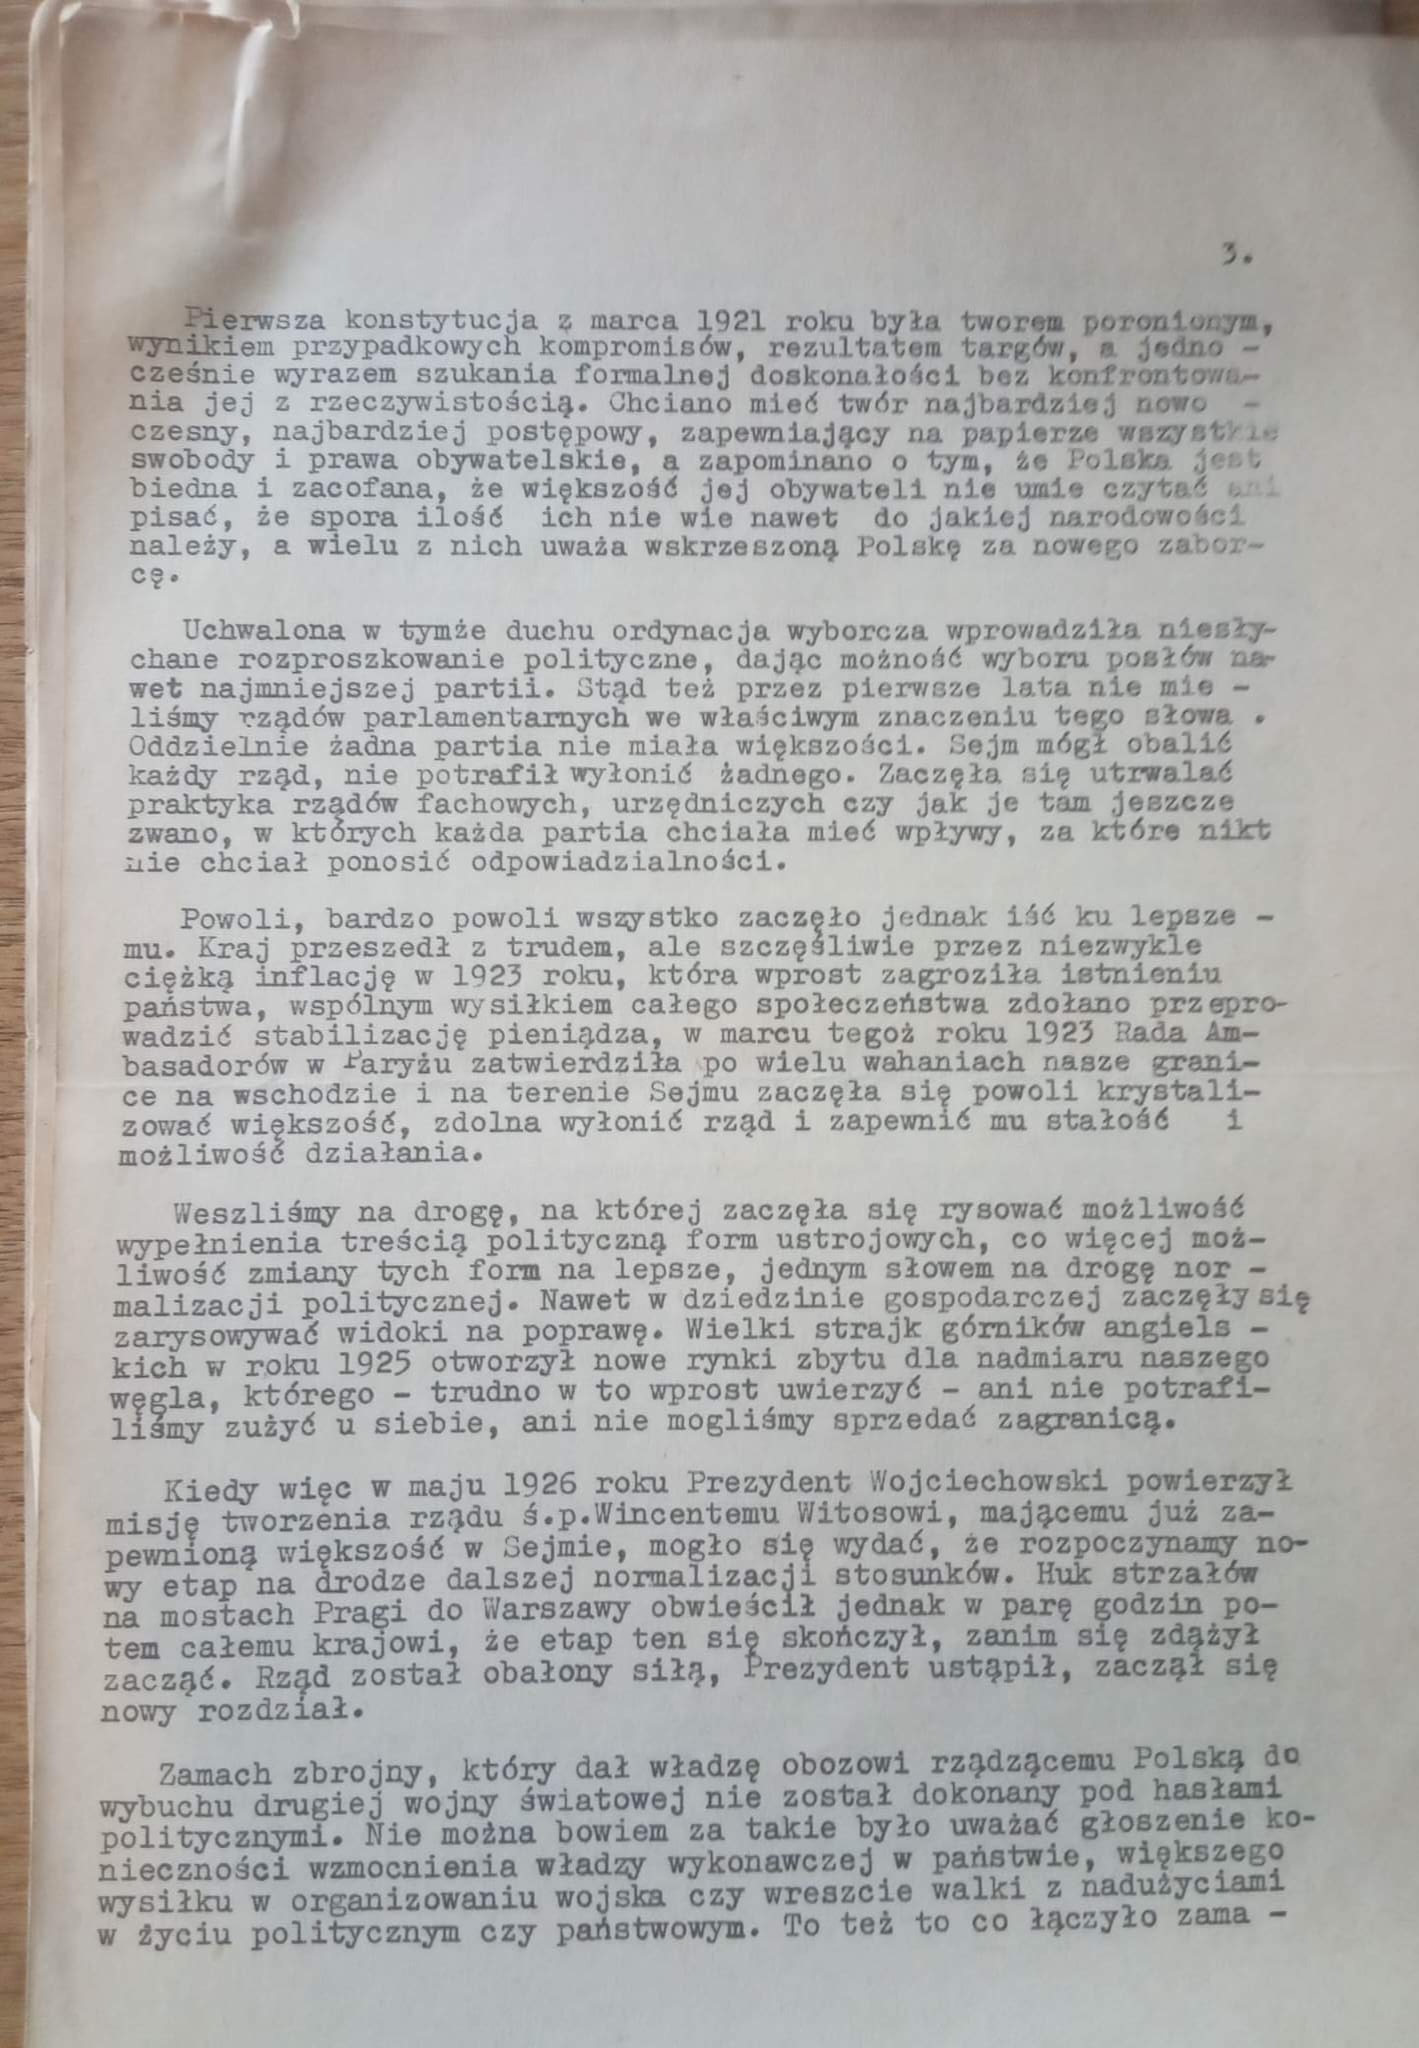 3.
Pierwsza konstytucja z marca 1921 roku była tworem poronionym,
wynikiem przypadkowych kompromisów, rezultatem targów, a jedno -
cześnie wyrazem szukania formalnej doskonałości bez konfrontowa-
nia jej z rzeczywistością. Chciano mieć twór najbardziej nowo -
czesny, najbardziej postępowy, zapewniający na papierze wszystkie
swobody i prawa obywatelskie, a zapominano o tym, że Polska jest
biedna i zacofana, że większość jej obywateli nie umie czytać ani
pisać, że spora ilość ich nie wie nawet do jakiej narodowości
należy, a wielu z nich uważa wskrzeszoną Polskę za nowego zabor-
cę.
Uchwalona w tymże duchu ordynacja wyborcza wprowadziła niesły-
chane rozproszkowanie polityczne, dając możność wyboru posłów na-
wet najmniejszej partii. Stąd też przez pierwsze lata nie mie -
liśmy rządów parlamentarnych we właściwym znaczeniu tego słowa .
Oddzielnie żadna partia nie miała większości. Sejm mógł obalić
każdy rząd, nie potrafił wyłonić żadnego. Zaczęła się utrwalać
praktyka rządów fachowych, urzędniczych czy jak je tam jeszcze
zwano, w których każda partia chciała mieć wpływy, za które nikt
nie chciał ponosić odpowiadzialności.
Powoli, bardzo powoli wszystko zaczęło jednak iść ku lepsze -
mu. Kraj przeszedł z trudem, ale szczęśliwie przez niezwykle
ciężką inflację w 1923 roku, która wprost zagroziła istnieniu
państwa, wspólnym wysiłkiem całego społeczeństwa zdołano przepro-
wadzić stabilizację pieniądza, w marcu tegoż roku 1923 Rada Am-
basadorów w Paryżu zatwierdziła po wielu wahaniach nasze grani-
ce na wschodzie i na terenie Sejmu zaczęła się powoli krystali-
zować większość, zdolna wyłonić rząd i zapewnić mu stałość i
możliwość działania.
Weszliśmy na drogę, na której zaczęła się rysować możliwość
wypełnienia treścią polityczną form ustrojowych, co więcej moż-
liwość zmiany tych form na lepsze, jednym słowem na drogę nor -
malizacji politycznej. Nawet w dziedzinie gospodarczej zaczęły się
zarysowywać widoki na poprawę. Wielki strajk górników angiels -
kich w roku 1925 otworzył nowe rynki zbytu dla nadmiaru naszego
węgla, którego - trudno w to wprost uwierzyć - ani nie potrafi-
liśmy zużyć u siebie, ani nie mogliśmy sprzedać zagranicą.
Kiedy więc w maju 1926 roku Prezydent Wojciechowski powierzył
misję tworzenia rządu ś.p.Wincentemu Witosowi, mającemu już za-
pewnioną większość w Sejmie, mogło się wydać, że rozpoczynamy no-
wy etap na drodze dalszej normalizacji stosunków. Huk strzałów
na mostach Pragi do Warszawy obwieścił jednak w parę godzin po-
tem całemu krajowi, że etap ten się skończył, zanim się zdążył
zacząć. Rząd został obałony siłą, Prezydent ustąpił, zaczął się
nowy rozdział.
Zamach zbrojny, który dał władzę obozowi rządzącemu Polską do
wybuchu drugiej wojny światowej nie został dokonany pod hasłami
politycznymi. Nie można bowiem za takie było uważać głoszenie ko-
nieczności wzmocnienia władzy wykonawczej w państwie, większego
wysiłku w organizowaniu wojska czy wreszcie walki z nadużyciami
w życiu politycznym czy państwowym. To też to co łączyło zama -